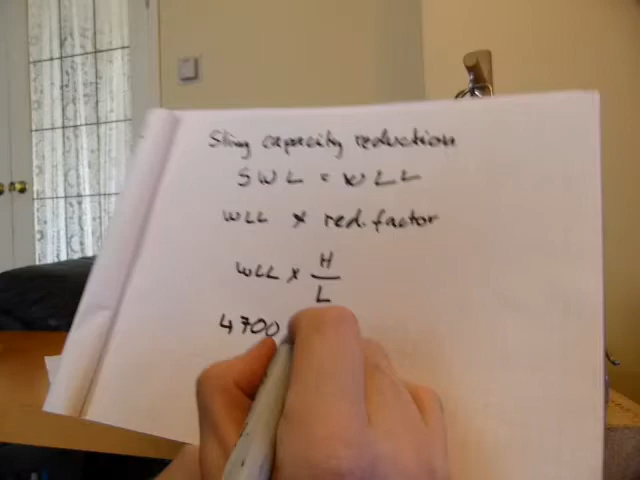 Sling capacity reduction
SWL = WLL
WLL x red. factor
WLL x H
L
4700